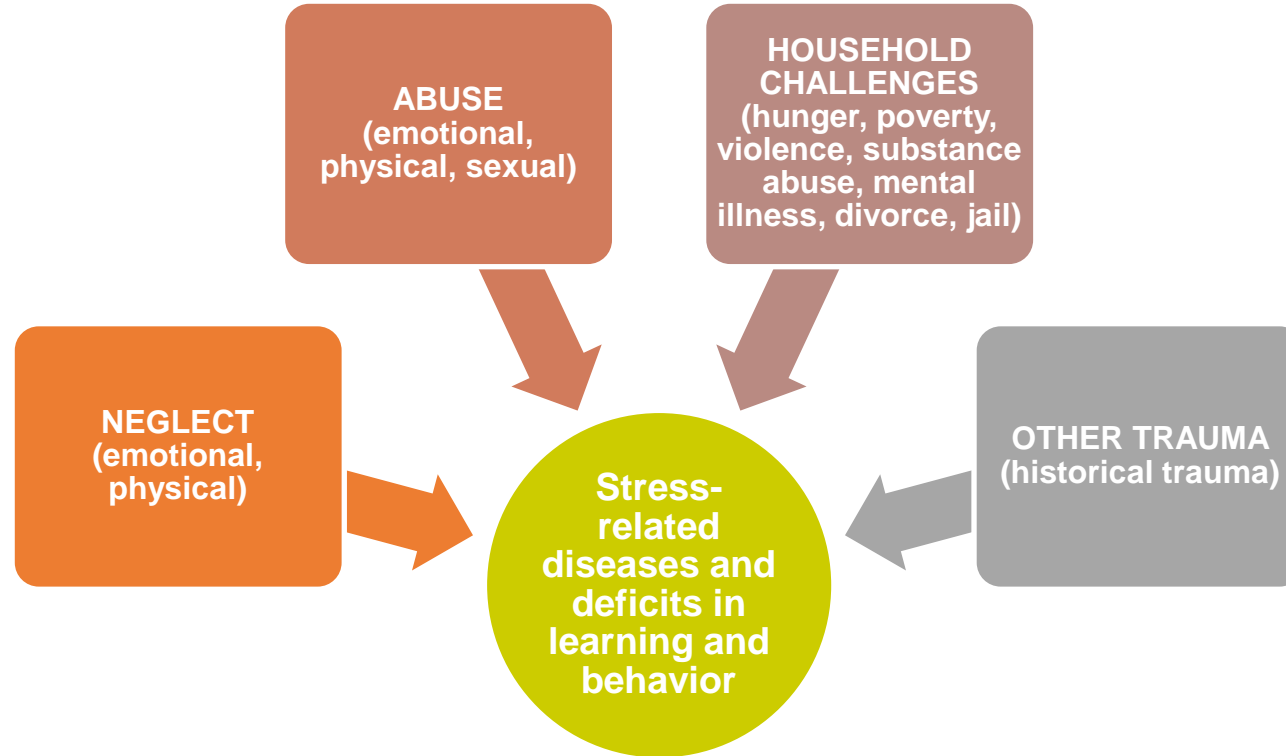 ABUSE
(emotional,
physical, sexual)
HOUSEHOLD
CHALLENGES
(hunger, poverty,
violence, substance
abuse, mental
illness, divorce, jail)
NEGLECT
(emotional,
physical)
OTHER TRAUMA
(historical trauma)
Stress-
related
diseases and
deficits in
learning and
behavior